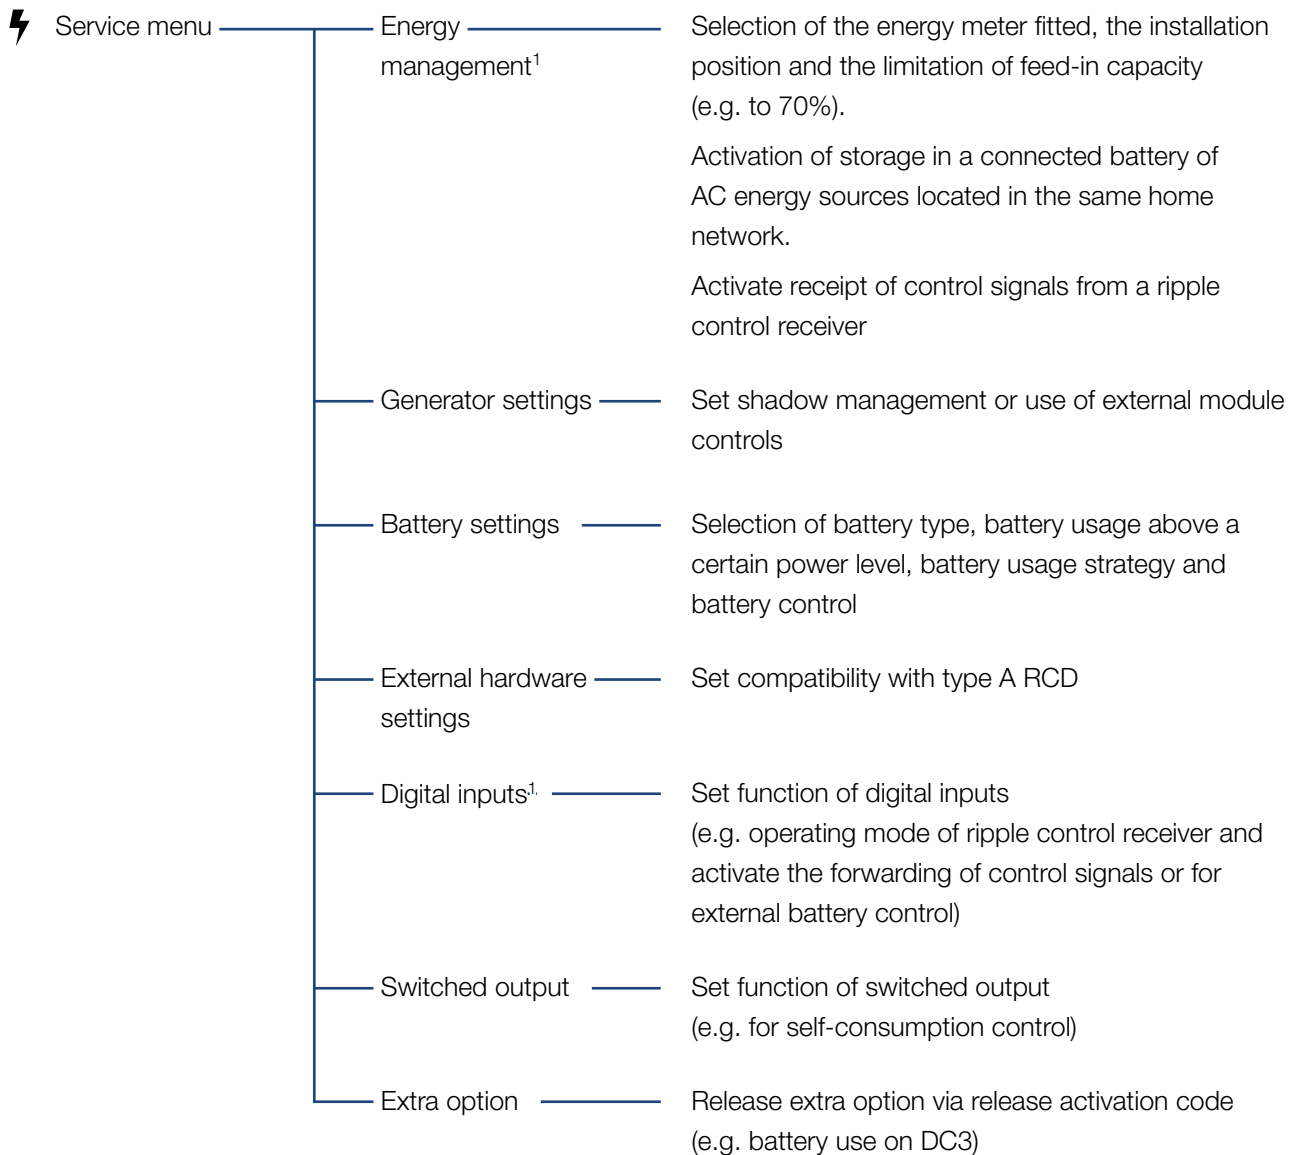 Service menu
Energy
management¹
Selection of the energy meter fitted, the installation
position and the limitation of feed-in capacity
(e.g. to 70%).
Activation of storage in a connected battery of
AC energy sources located in the same home
network.
Activate receipt of control signals from a ripple
control receiver
Generator settings
Set shadow management or use of external module
controls
Battery settings
Selection of battery type, battery usage above a
certain power level, battery usage strategy and
battery control
External hardware
settings
Set compatibility with type A RCD
Digital inputs¹
Set function of digital inputs
(e.g. operating mode of ripple control receiver and
activate the forwarding of control signals or for
external battery control)
Switched output
Set function of switched output
(e.g. for self-consumption control)
Extra option
Release extra option via release activation code
(e.g. battery use on DC3)